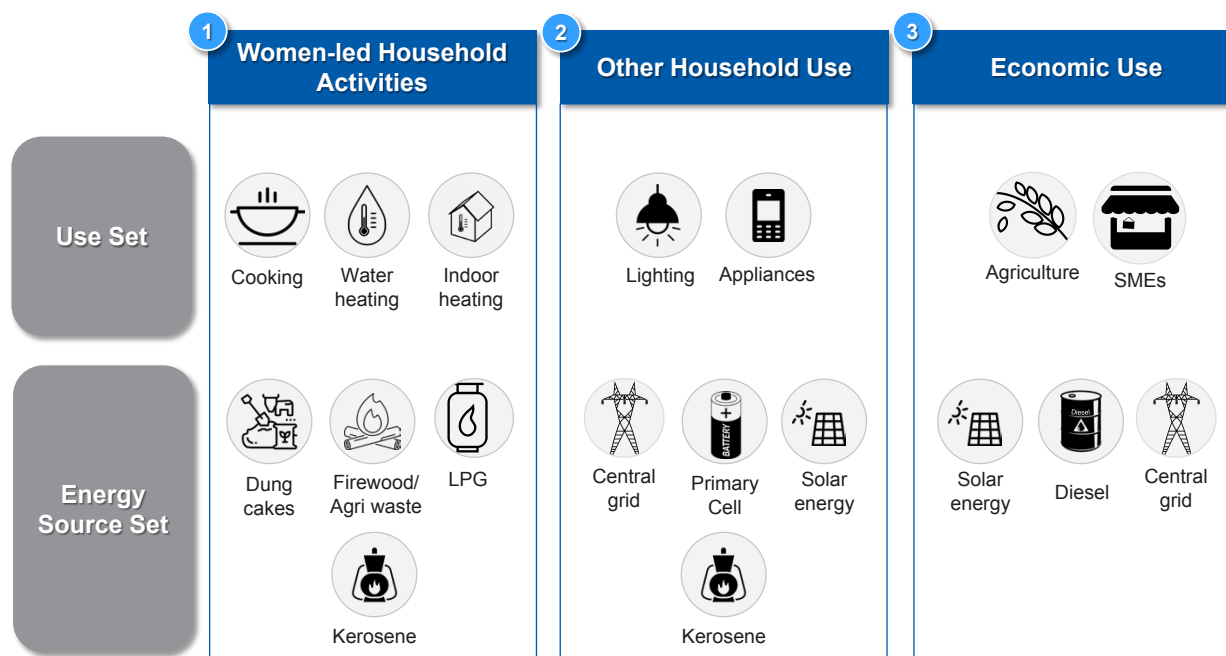 1
Women-led Household
Activities
2
Other Household Use
3
Economic Use
Use Set
Cooking
Water
heating
Indoor
heating
Lighting
Appliances
Agriculture
SMEs
Energy
Source Set
Dung
cakes
Firewood/
Agri waste
LPG
Kerosene
Central
grid
+
BATTERY
Primary
Cell
Solar
energy
Kerosene
Solar
energy
Diesel
Diesel
Central
grid